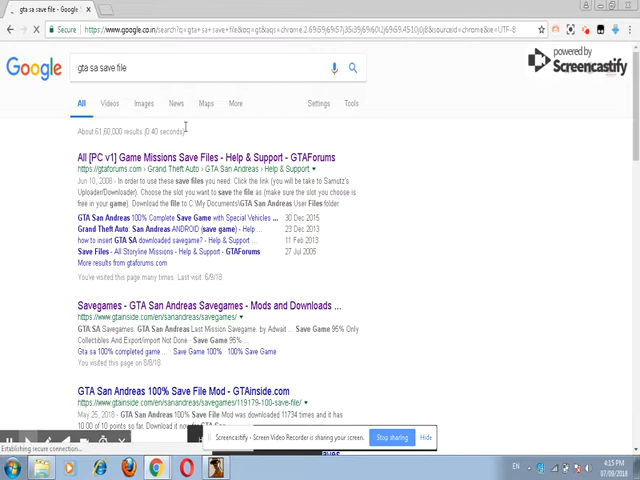 gta sa save file - Google S
Secure
https://www.google.co.in/search?q=gta+sa+save+file&oq=gt&aqs=chrome.2.69i59j69i57j35i39j69i60l2j69i59.4510j0j8&sourceid=chrome&ie=UTF-8
powered by
Screencastify
Google
gta sa save file
All Videos Images News Maps More Settings Tools
About 61,60,000 results (0.40 seconds)
All [PC v1] Game Missions Save Files - Help & Support - GTAForums
https://gtaforums.com › Grand Theft Auto › GTA San Andreas › Help & Support
Jun 10, 2008 - In order to use these save files you need: Click the link (you will be taken to Samutz's
Uploader/Downloader). Choose the slot you want to save the file as (make sure the slot you choose is
free in your game). Download the file to C:\My Documents\GTA San Andreas User Files folder.
GTA San Andreas 100% Complete Save Game with Special Vehicles ... 30 Dec 2015
Grand Theft Auto: San Andreas ANDROID (save game) - Help ... 23 Dec 2013
how to insert GTA SA downloaded savegame? - Help & Support ... 11 Feb 2013
Save Files - All Storyline Missions - Help & Support - GTAForums 27 Jul 2005
More results from gtaforums.com
You've visited this page many times. Last visit: 6/9/18
Savegames - GTA San Andreas Savegames - Mods and Downloads ...
https://www.gtainside.com/en/sanandreas/savegames/
GTA SA Savegames. GTA San Andreas Last Mission Savegame. by Adwait ... Save Game 95% Only
Collectibles And Export/Import Not Done · Savegame 95% ...
Gta sa 100% completed game ... · Save Game 100% · 100% Save Game
You visited this page on 8/8/18.
GTA San Andreas 100% Save File Mod - GTAinside.com
https://www.gtainside.com/en/sanandreas/savegames/119179-100-save-file/
May 25, 2018 - GTA San Andreas 100% Save File Mod was downloaded 11734 times and it has
10.00 of 10 points so far. Download it now
Screencastify - Screen Video Recorder is sharing your screen.
Stop sharing
Hide
Establishing secure connection...
EN
4:15 PM
07/09/2018